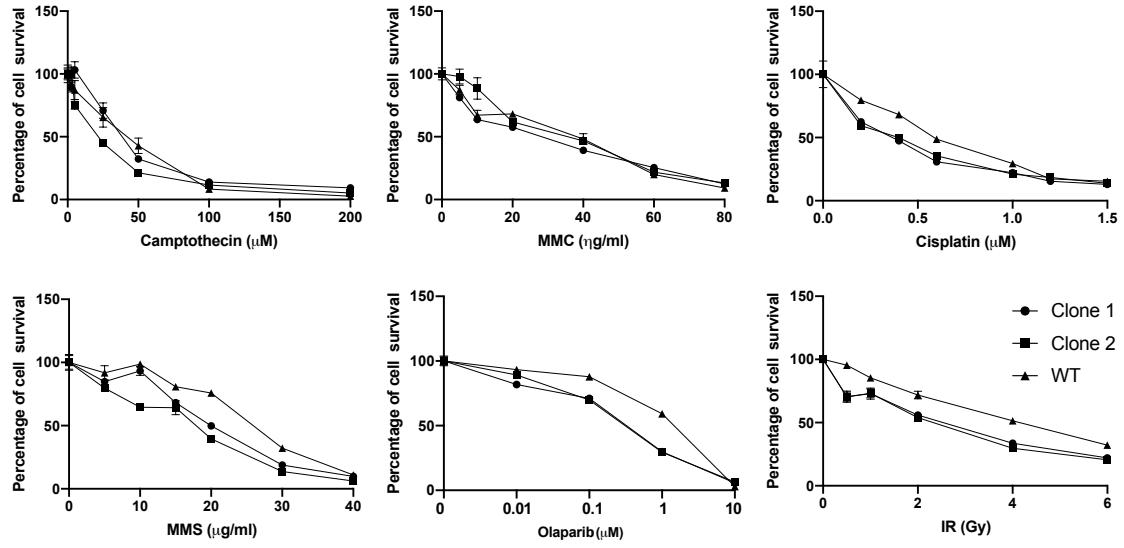 Percentage of cell survival
150
100
50
0
0 50 100 150 200
Camptothecin (μM)
Percentage of cell survival
150
100
50
0
0 20 40 60 80
MMC (ηg/ml)
Percentage of cell survival
150
100
50
0
0.0 0.5 1.0 1.5
Cisplatin (μM)
Percentage of cell survival
150
100
50
0
0 10 20 30 40
MMS (μg/ml)
Percentage of cell survival
150
100
50
0
0 0.01 0.1 1 10
Olaparib(μM)
Percentage of cell survival
150
100
50
0
0 2 4 6
IR (Gy)
Clone 1
Clone 2
WT